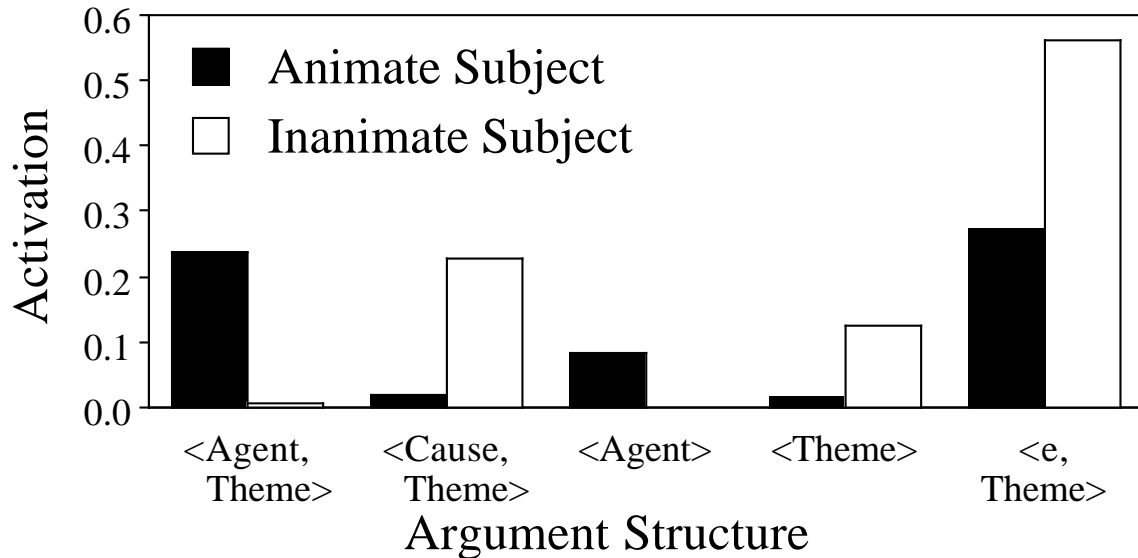 0.6
0.5
0.4
0.3
0.2
0.1
0.0
Activation
Animate Subject
Inanimate Subject
<Agent,
Theme>
<Cause,
Theme>
<Agent>
<Theme>
<e,
Theme>
Argument Structure